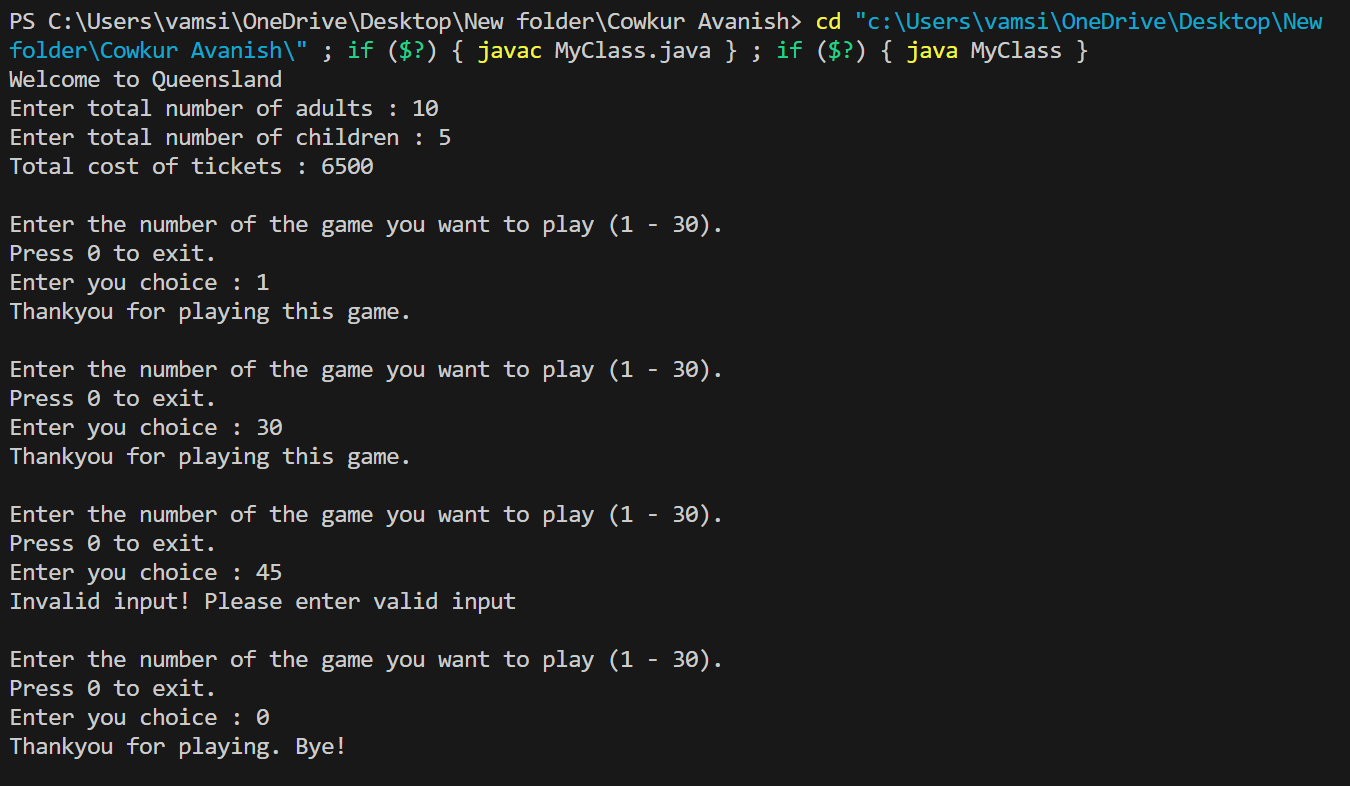 PS C:\Users\vamsi\OneDrive\Desktop\New folder\Cowkur Avanish> cd "c:\Users\vamsi\OneDrive\Desktop\New
folder\Cowkur Avanish\" ; if ($?) { javac MyClass.java } ; if ($?) { java MyClass }
Welcome to Queensland
Enter total number of adults : 10
Enter total number of children : 5
Total cost of tickets : 6500

Enter the number of the game you want to play (1 - 30).
Press 0 to exit.
Enter you choice : 1
Thankyou for playing this game.

Enter the number of the game you want to play (1 - 30).
Press 0 to exit.
Enter you choice : 30
Thankyou for playing this game.

Enter the number of the game you want to play (1 - 30).
Press 0 to exit.
Enter you choice : 45
Invalid input! Please enter valid input

Enter the number of the game you want to play (1 - 30).
Press 0 to exit.
Enter you choice : 0
Thankyou for playing. Bye!